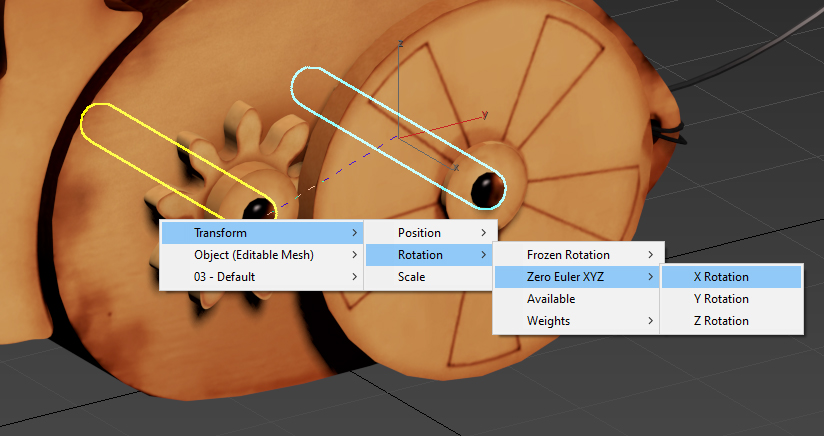 z
y
x
Transform
Object (Editable Mesh)
03 - Default
Position
Rotation
Scale
Frozen Rotation
Zero Euler XYZ
Available
Weights
X Rotation
Y Rotation
Z Rotation